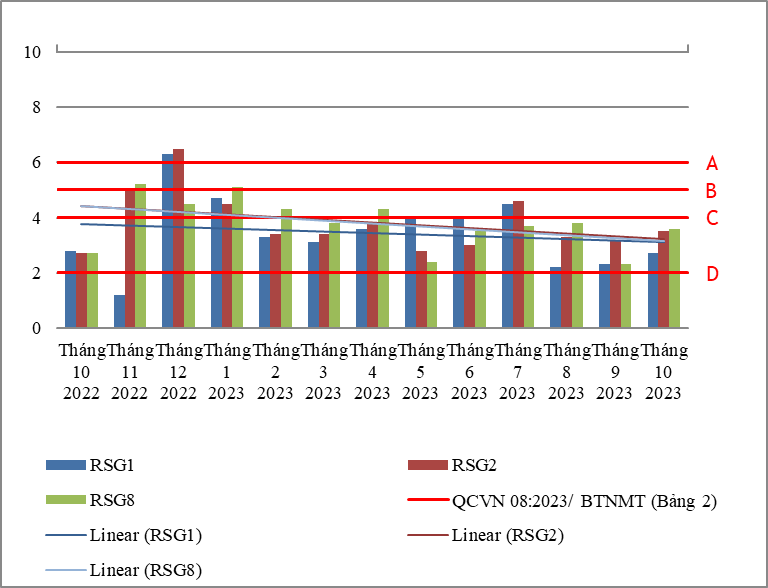 10
8
6
A
B
4
C
2
D
0
Tháng Tháng Tháng Tháng Tháng Tháng Tháng Tháng Tháng Tháng Tháng Tháng Tháng
10 11 12 1 2 3 4 5 6 7 8 9 10
2022 2022 2022 2023 2023 2023 2023 2023 2023 2023 2023 2023 2023
RSG1 RSG2
RSG8 QCVN 08:2023/ BTNMT (Bảng 2)
Linear (RSG1) Linear (RSG2)
Linear (RSG8)